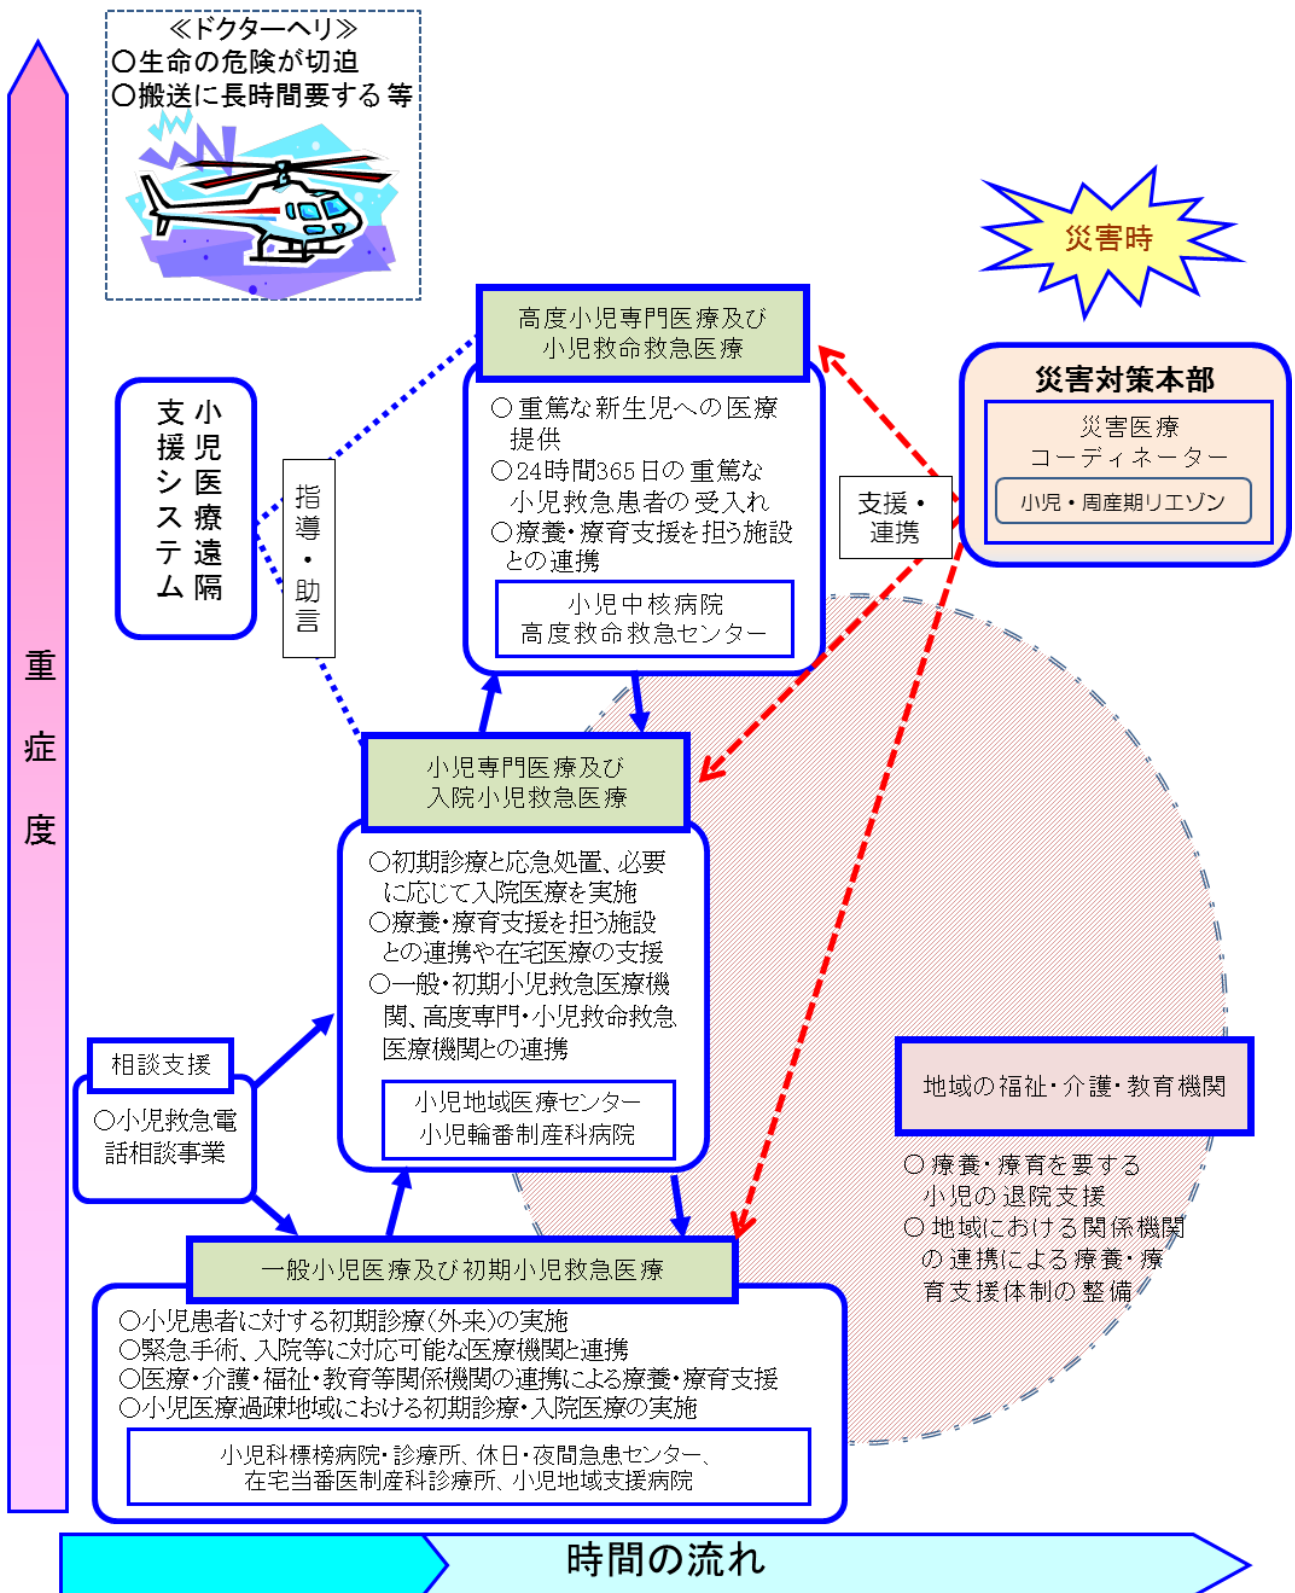 ≪ドクターヘリ≫
○生命の危険が切迫
○搬送に長時間要する 等
災害時
高度小児専門医療及び
小児救命救急医療
○ 重篤な新生児への医療
提供
○24時間365日の重篤な
小児救急患者の受入れ
○療養・療育支援を担う施設
との連携
小児中核病院
高度救命救急センター
災害対策本部
災害医療
コーディネーター
小児・周産期リエゾン
支援・
連携
小児医療遠隔
支援システム
指導・助言
重症度
小児専門医療及び
入院小児救急医療
○初期診療と応急処置、必要
に応じて入院医療を実施
○療養・療育支援を担う施設
との連携や在宅医療の支援
○一般・初期小児救急医療機
関、高度専門・小児救命救急
医療機関との連携
小児地域医療センター
小児輪番制産科病院
相談支援
○小児救急電
話相談事業
地域の福祉・介護・教育機関
○ 療養・療育を要する
小児の退院支援
○ 地域における関係機関
の連携による療養・療
育支援体制の整備
一般小児医療及び初期小児救急医療
○小児患者に対する初期診療(外来)の実施
○緊急手術、入院等に対応可能な医療機関と連携
○医療・介護・福祉・教育等関係機関の連携による療養・療育支援
○小児医療過疎地域における初期診療・入院医療の実施
小児科標榜病院・診療所、休日・夜間急患センター、
在宅当番医制産科診療所、小児地域支援病院
時間の流れ